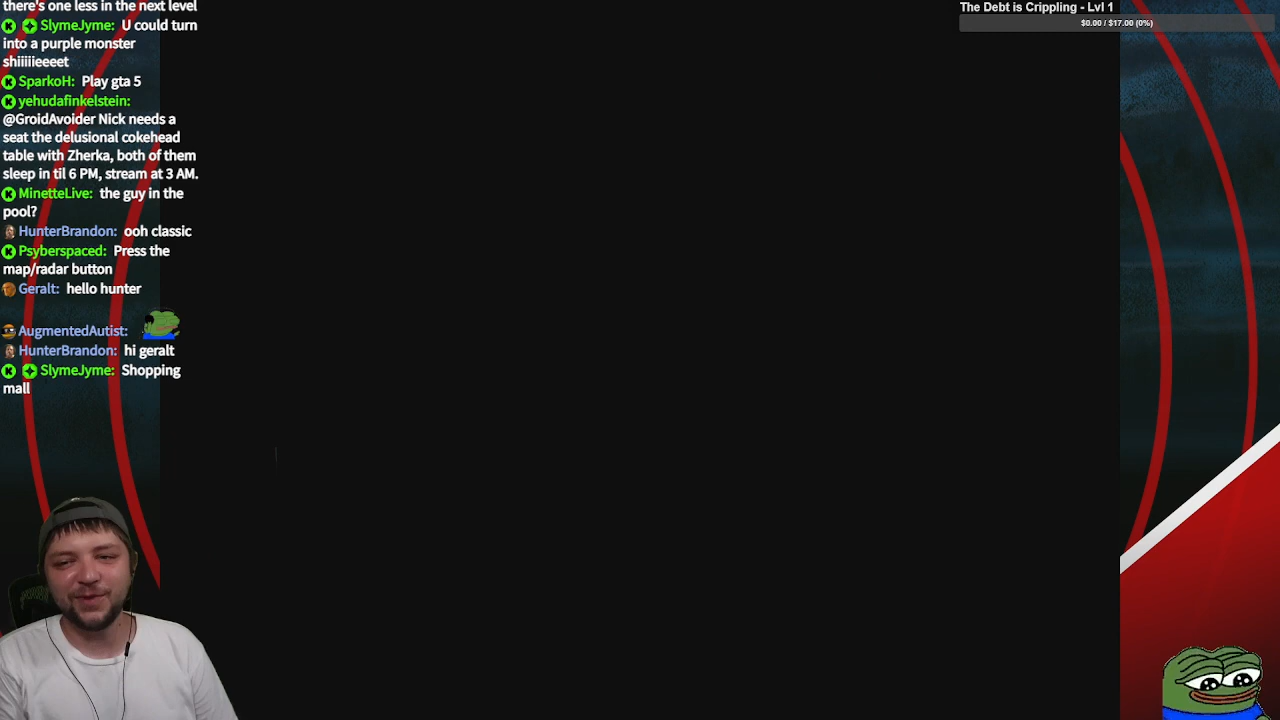 there's one less in the next level
SlymeJyme: U could turn
into a purple monster
shiiiieeeet
SparkoH: Play gta 5
yehudafinkelstein:
@GroidAvoider Nick needs a
seat the delusional cokehead
table with Zherka, both of them
sleep in til 6 PM, stream at 3 AM.
MinetteLive: the guy in the
pool?
HunterBrandon: ooh classic
Psyberspaced: Press the
map/radar button
Geralt: hello hunter
AugmentedAutist:
HunterBrandon: hi geralt
SlymeJyme: Shopping
mall
The Debt is Crippling - Lvl 1
$0.00 / $17.00 (0%)